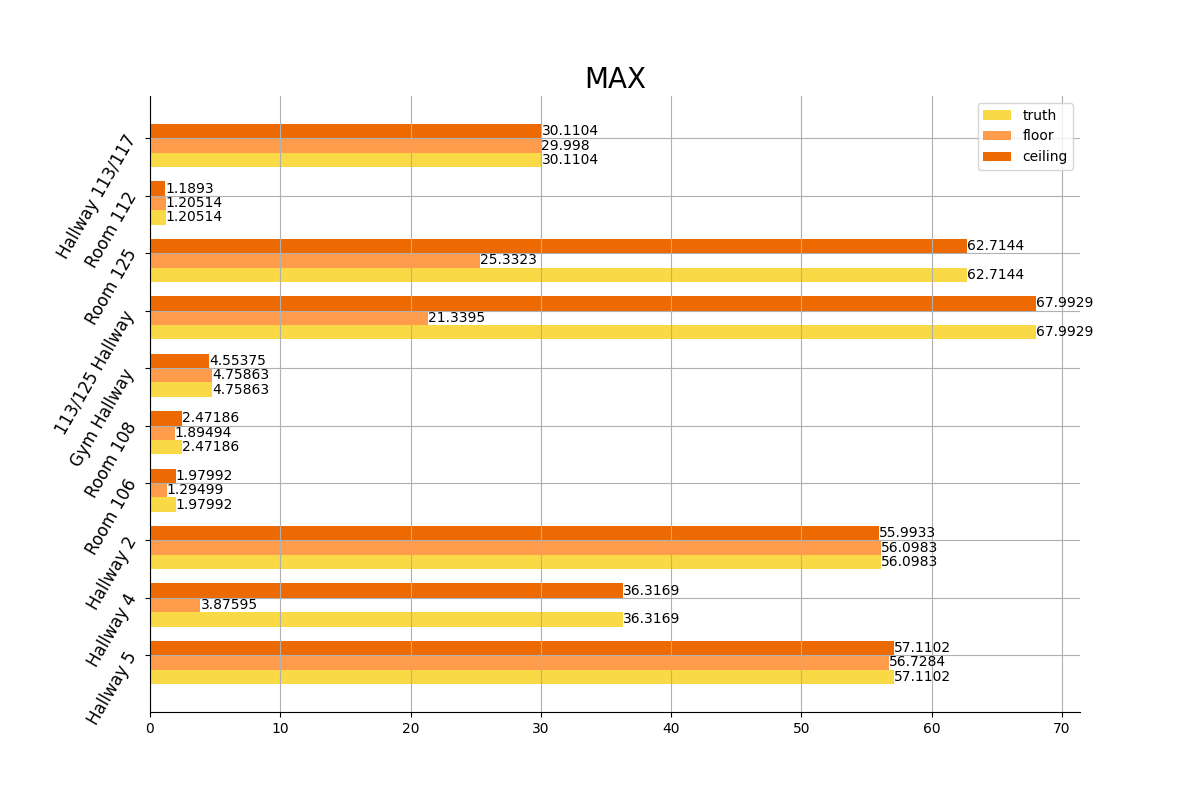 MAX
truth
floor
ceiling
Hallway 113/117
30.1104
29.998
30.1104
Room 112
1.1893
1.20514
1.20514
Room 125
62.7144
25.3323
62.7144
113/125 Hallway
67.9929
21.3395
67.9929
Gym Hallway
4.55375
4.75863
4.75863
Room 108
2.47186
1.89494
2.47186
Room 106
1.97992
1.29499
1.97992
Hallway 2
55.9933
56.0983
56.0983
Hallway 4
36.3169
3.87595
36.3169
Hallway 5
57.1102
56.7284
57.1102
0 10 20 30 40 50 60 70